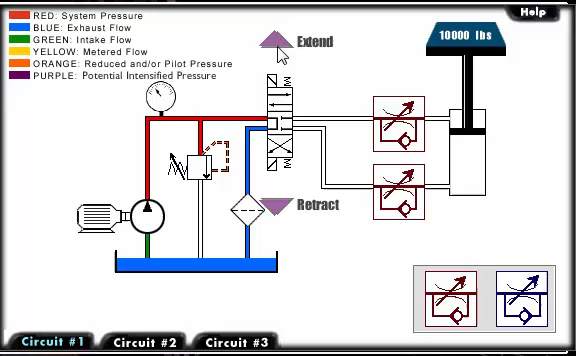 RED: System Pressure
BLUE: Exhaust Flow
GREEN: Intake Flow
YELLOW: Metered Flow
ORANGE: Reduced and/or Pilot Pressure
PURPLE: Potential Intensified Pressure
Help
Extend
10000 lbs
Retract
Circuit #1
Circuit #2
Circuit #3